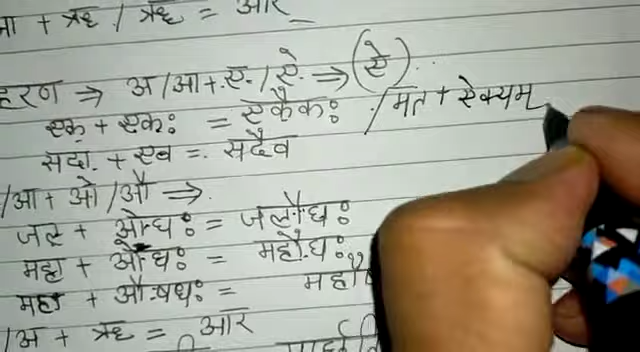 ा + ऋ / ॠ = आर्
हरण ⇒ अ/आ + ए / ऐ ⇒ (ऐ)
एक + एकः = एकैकः / मत + ऐक्यम
सदा + एव = सदैव
/आ + ओ/औ ⇒
जल + ओघः = जलौघः
महा + ओघः = महौघः
महा + औषधः =
/अ + ऋ = आर